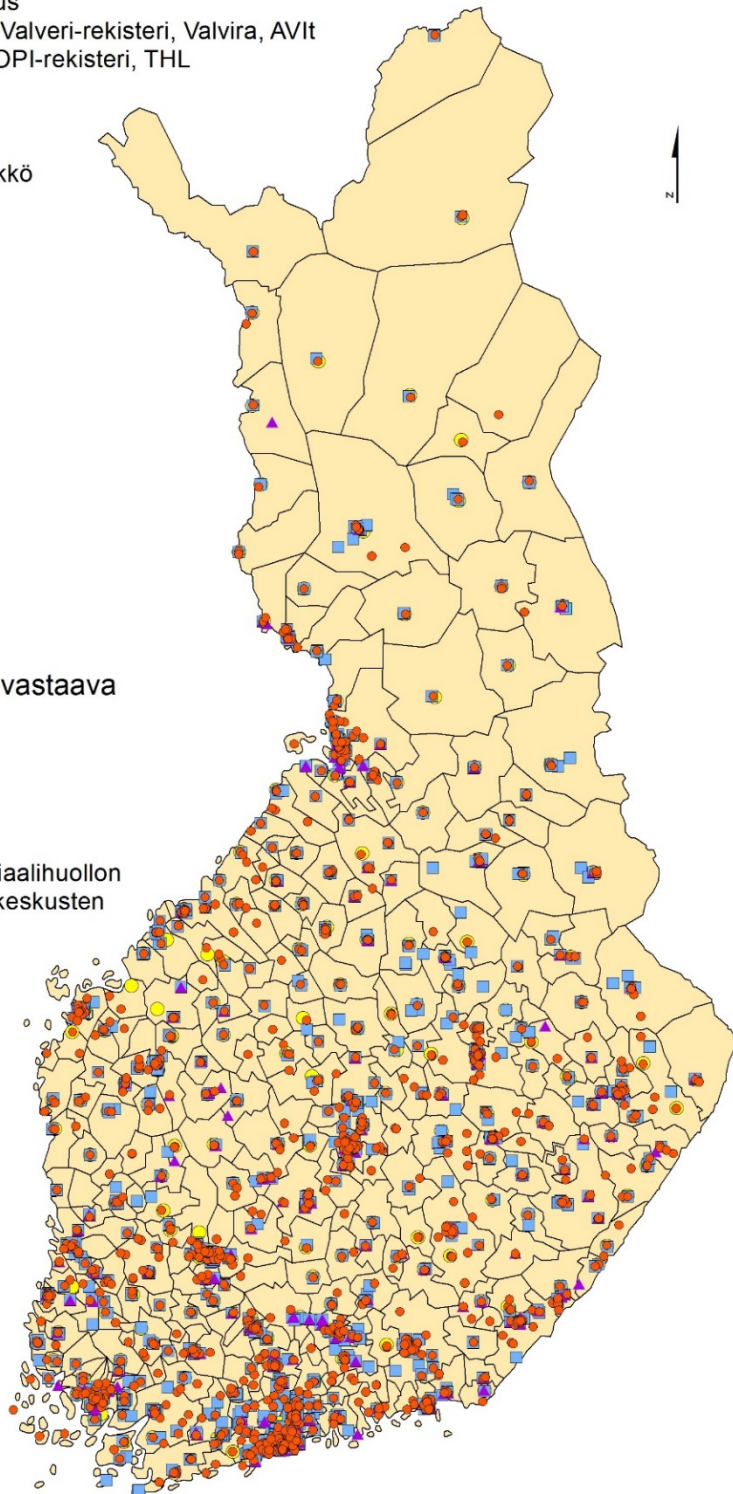 us
Valveri-rekisteri, Valvira, AVIt
OPI-rekisteri, THL
kkö
N
vastaava
iaalihuollon
keskusten